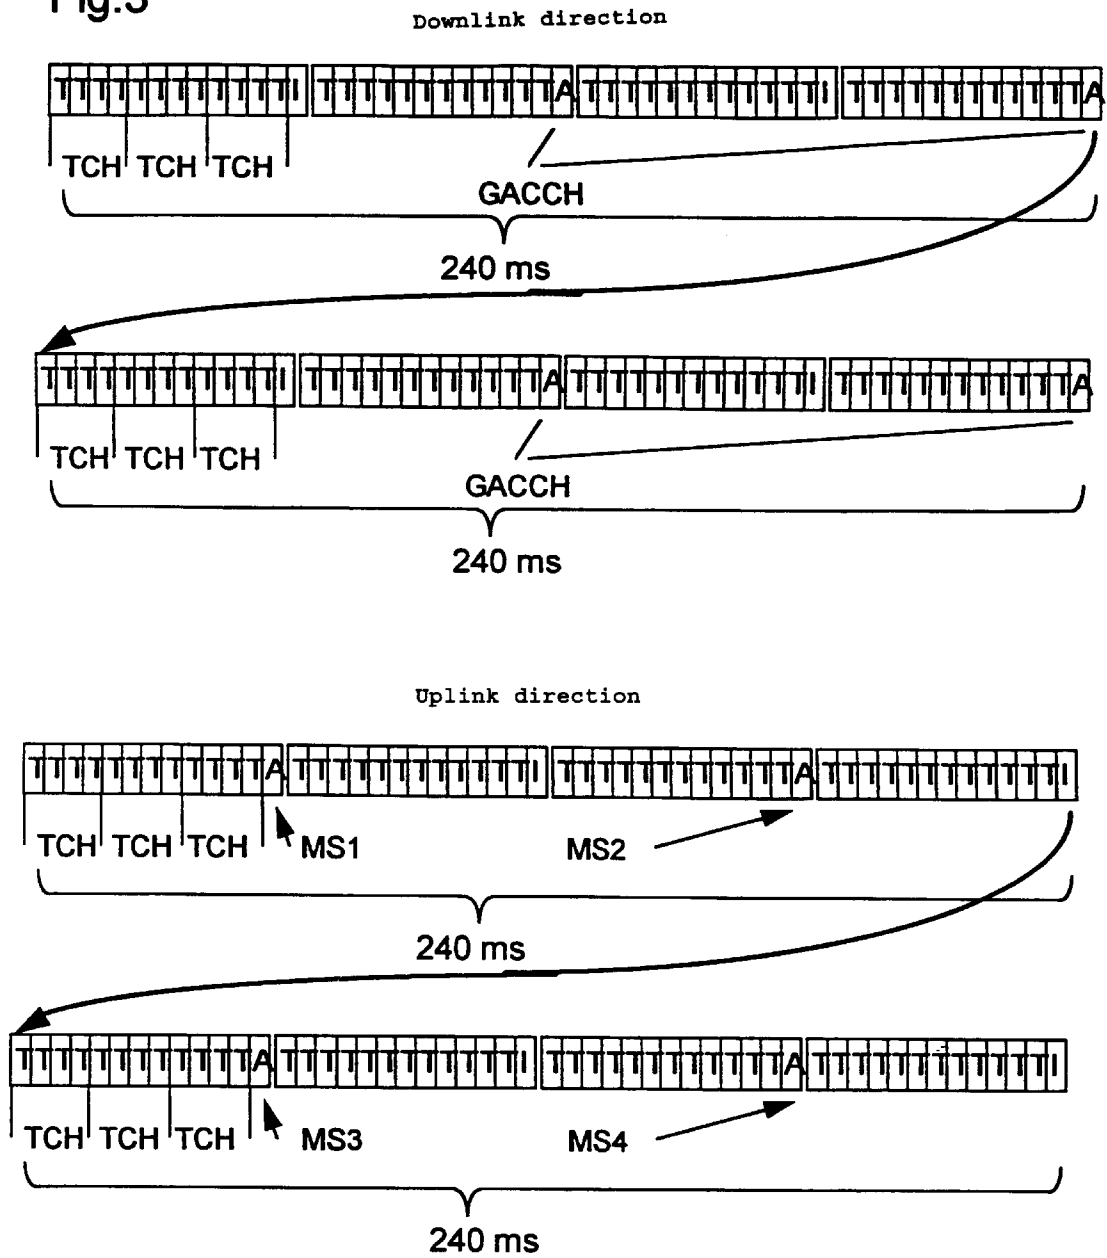 Fig.3
Downlink direction
TTTTTTTTTTTTI TTTTTTTTTTTTA TTTTTTTTTTTTI TTTTTTTTTTTTA
TCH TCH TCH
GACCH
240 ms
TTTTTTTTTTTTI TTTTTTTTTTTTA TTTTTTTTTTTTI TTTTTTTTTTTTA
TCH TCH TCH
GACCH
240 ms
Uplink direction
TTTTTTTTTTTTA TTTTTTTTTTTTI TTTTTTTTTTTTA TTTTTTTTTTTTI
TCH TCH TCH MS1 MS2
240 ms
TTTTTTTTTTTTA TTTTTTTTTTTTI TTTTTTTTTTTTA TTTTTTTTTTTTI
TCH TCH TCH MS3 MS4
240 ms